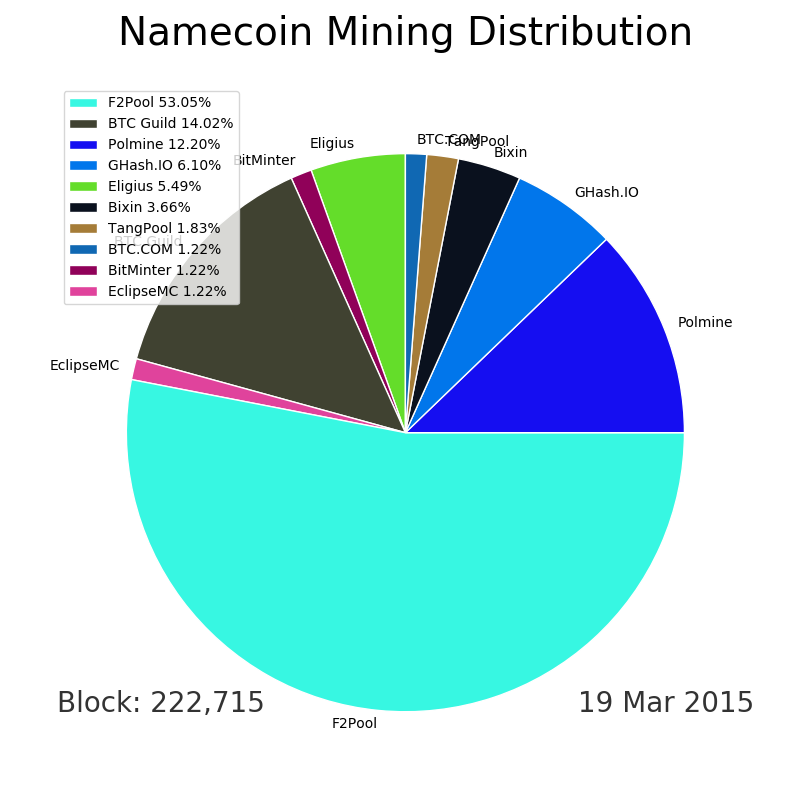 Namecoin Mining Distribution
F2Pool 53.05%
BTC Guild 14.02%
Polmine 12.20%
GHash.IO 6.10%
Eligius 5.49%
Bixin 3.66%
TangPool 1.83%
BTC.COM 1.22%
BitMinter 1.22%
EclipseMC 1.22%
BTC.COM
TangPool
Eligius
Bixin
BitMinter
GHash.IO
BTC Guild
Polmine
EclipseMC
Block: 222,715
19 Mar 2015
F2Pool